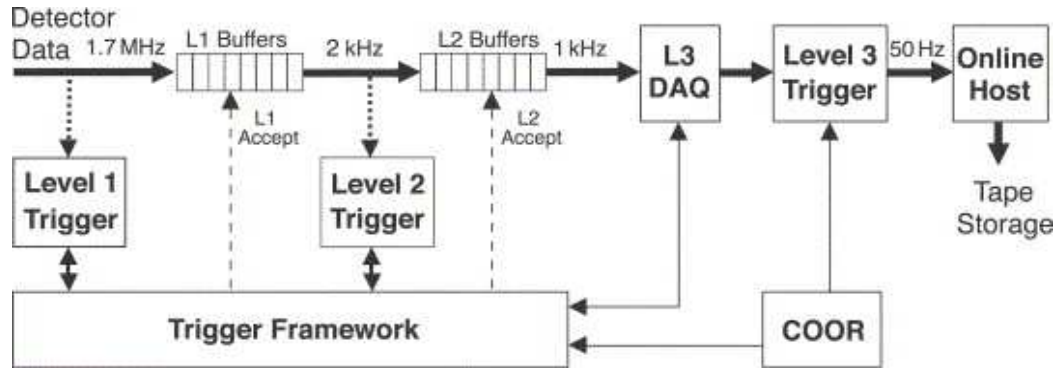 Detector
Data
1.7 MHz
L1 Buffers
2 kHz
L2 Buffers
1 kHz
L3
DAQ
Level 3
Trigger
50 Hz
Online
Host
L1
Accept
L2
Accept
Level 1
Trigger
Level 2
Trigger
Tape
Storage
Trigger Framework
COOR